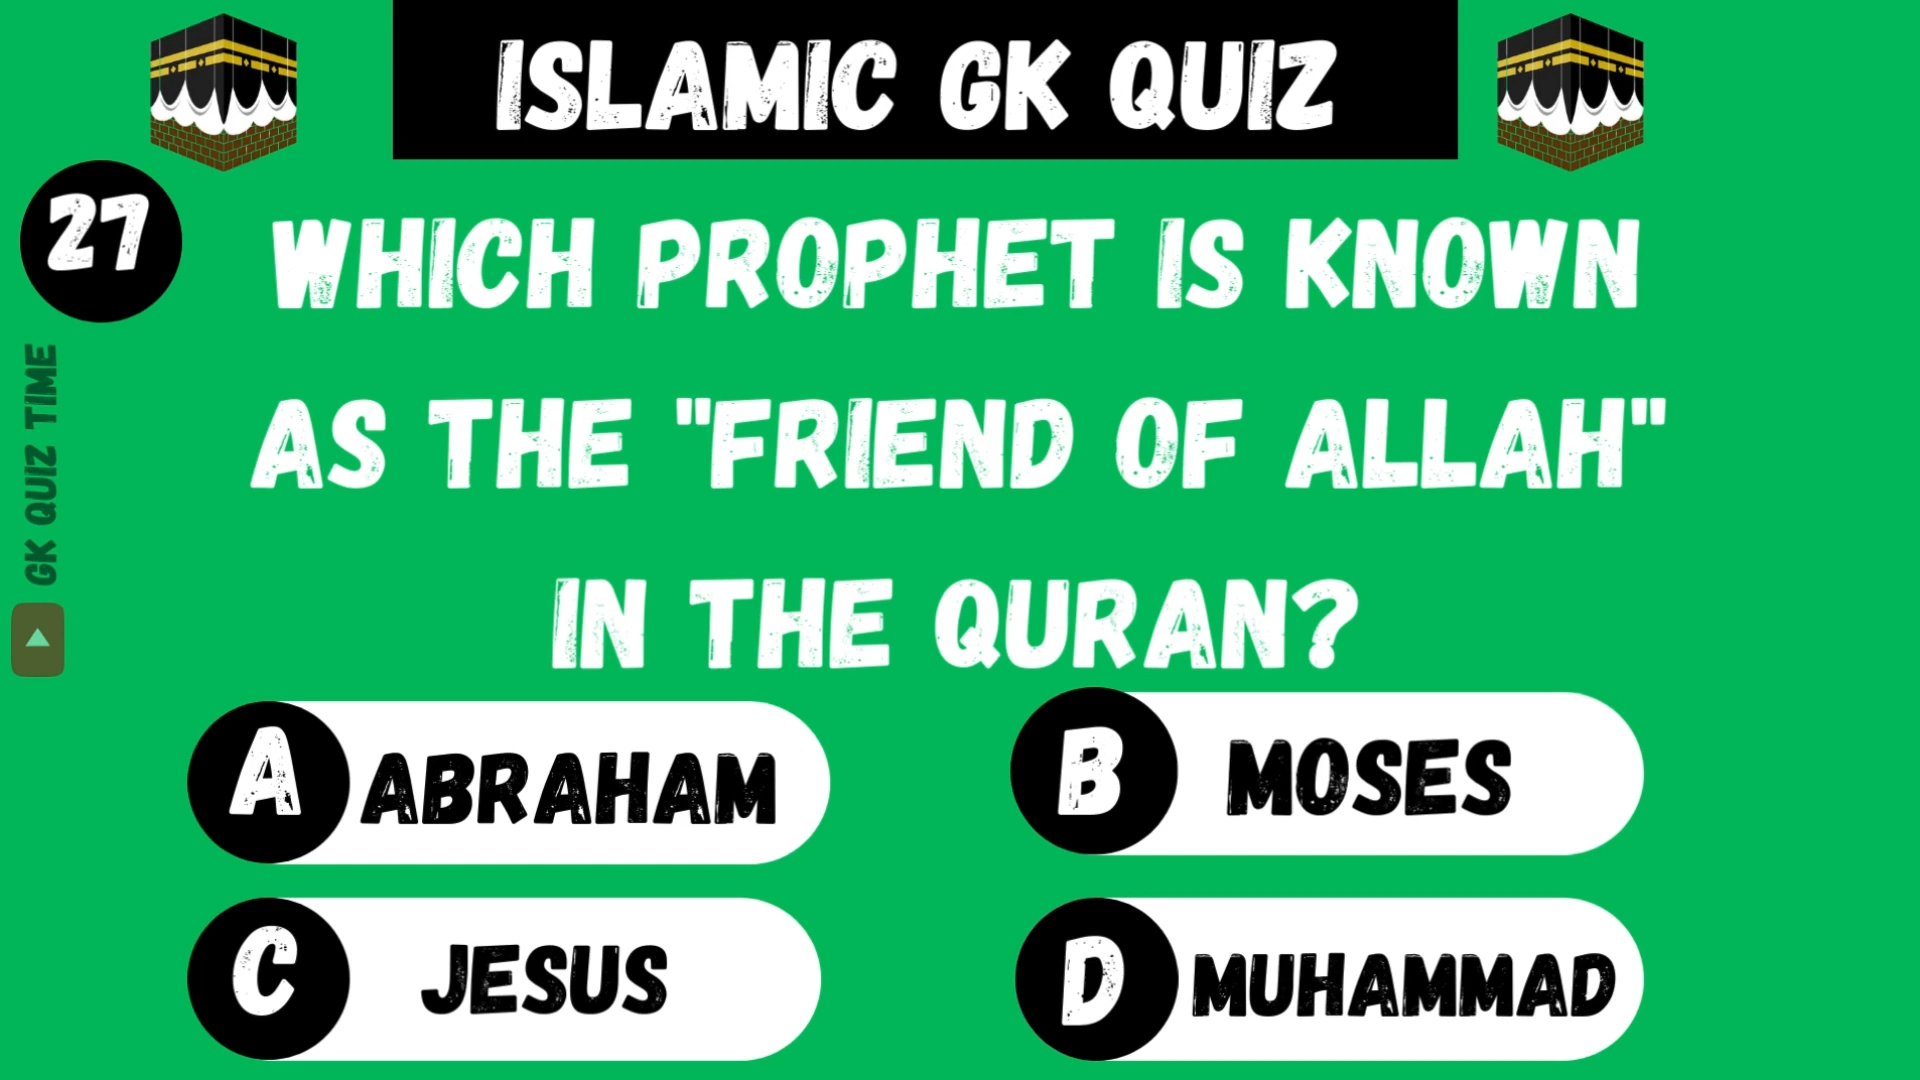 ISLAMIC GK QUIZ
27
WHICH PROPHET IS KNOWN
AS THE "FRIEND OF ALLAH"
IN THE QURAN?
GK QUIZ TIME
A ABRAHAM
B MOSES
C JESUS
D MUHAMMAD